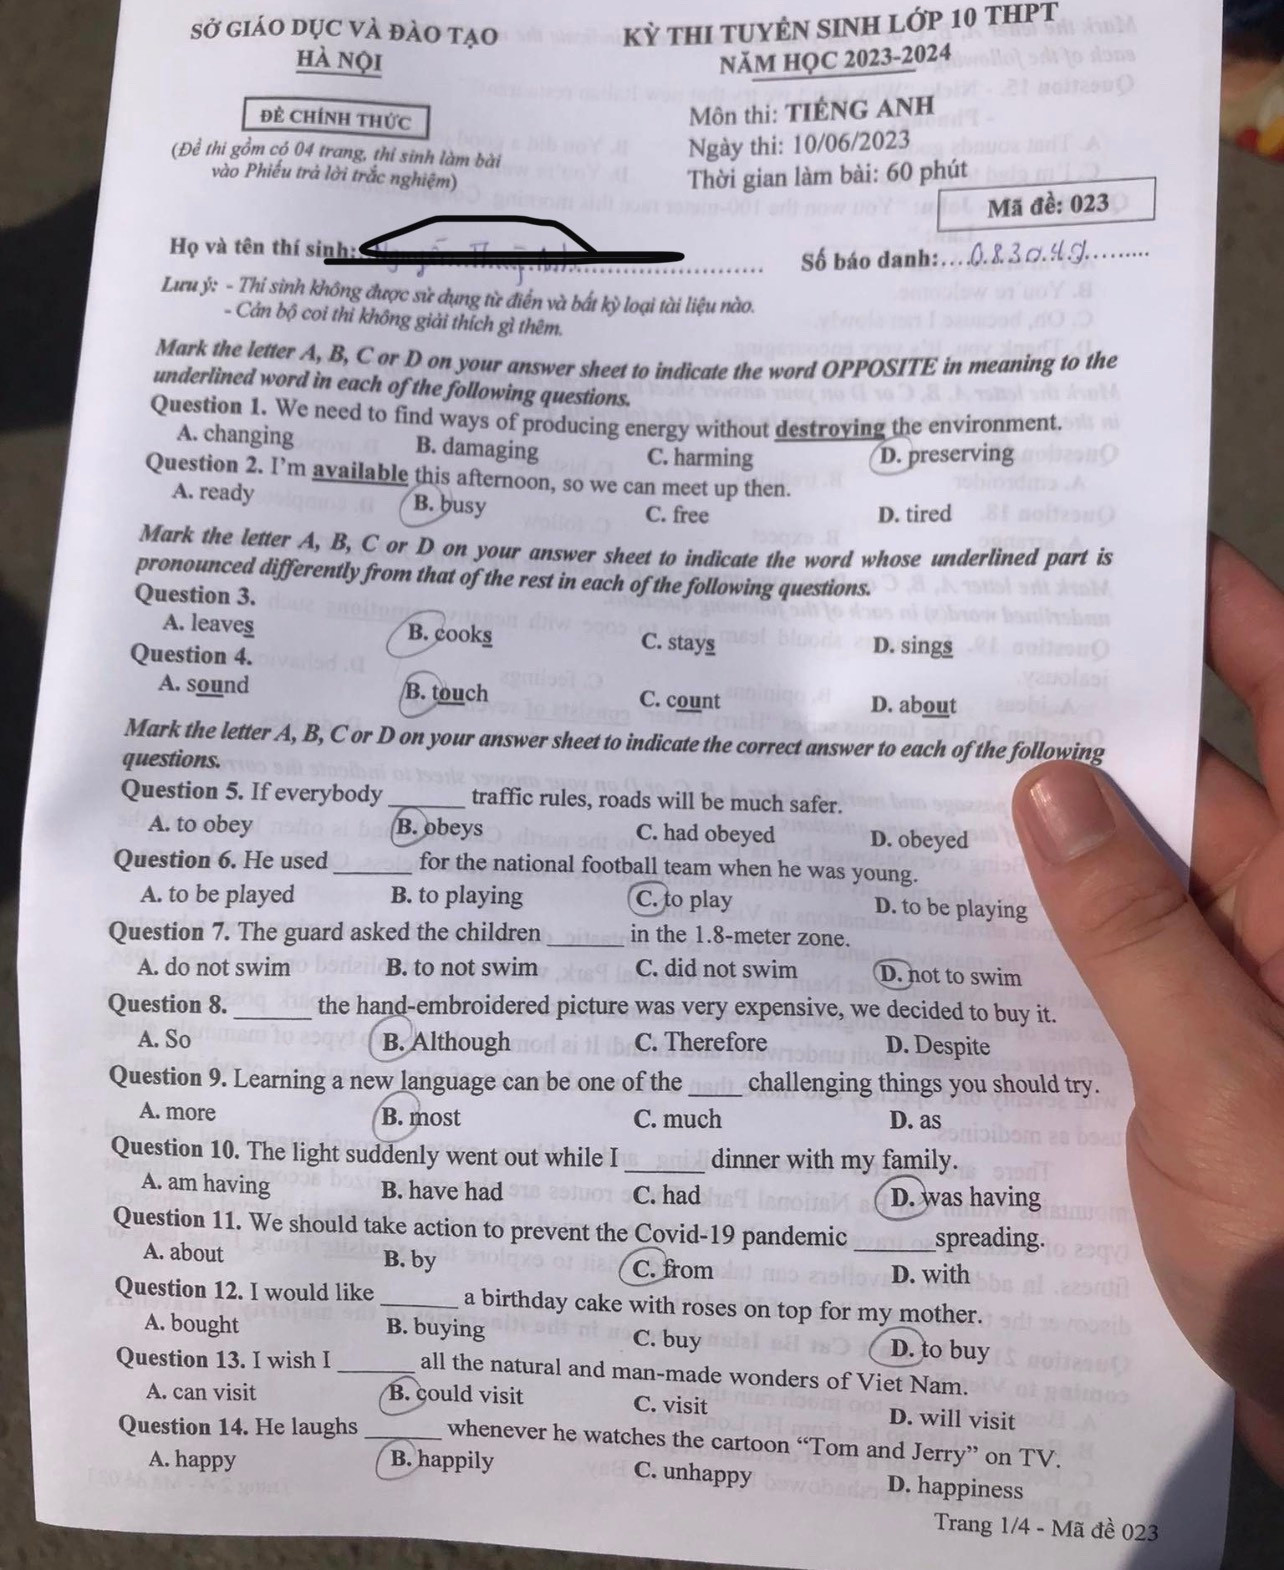 SỞ GIÁO DỤC VÀ ĐÀO TẠO
HÀ NỘI
KỲ THI TUYỂN SINH LỚP 10 THPT
NĂM HỌC 2023-2024
ĐỀ CHÍNH THỨC
(Đề thi gồm có 04 trang, thí sinh làm bài
vào Phiếu trả lời trắc nghiệm)
Môn thi: TIẾNG ANH
Ngày thi: 10/06/2023
Thời gian làm bài: 60 phút
Mã đề: 023
Họ và tên thí sinh:
Số báo danh:....083049.........
Lưu ý: - Thí sinh không được sử dụng từ điển và bất kỳ loại tài liệu nào.
- Cán bộ coi thi không giải thích gì thêm.
Mark the letter A, B, C or D on your answer sheet to indicate the word OPPOSITE in meaning to the
underlined word in each of the following questions.
Question 1. We need to find ways of producing energy without destroying the environment.
A. changing B. damaging C. harming D. preserving
Question 2. I'm available this afternoon, so we can meet up then.
A. ready B. busy C. free D. tired
Mark the letter A, B, C or D on your answer sheet to indicate the word whose underlined part is
pronounced differently from that of the rest in each of the following questions.
Question 3.
A. leaves B. cooks C. stays D. sings
Question 4.
A. sound B. touch C. count D. about
Mark the letter A, B, C or D on your answer sheet to indicate the correct answer to each of the following
questions.
Question 5. If everybody ______ traffic rules, roads will be much safer.
A. to obey B. obeys C. had obeyed D. obeyed
Question 6. He used ______ for the national football team when he was young.
A. to be played B. to playing C. to play D. to be playing
Question 7. The guard asked the children ______ in the 1.8-meter zone.
A. do not swim B. to not swim C. did not swim D. not to swim
Question 8. ______ the hand-embroidered picture was very expensive, we decided to buy it.
A. So B. Although C. Therefore D. Despite
Question 9. Learning a new language can be one of the ____ challenging things you should try.
A. more B. most C. much D. as
Question 10. The light suddenly went out while I ______ dinner with my family.
A. am having B. have had C. had D. was having
Question 11. We should take action to prevent the Covid-19 pandemic ______spreading.
A. about B. by C. from D. with
Question 12. I would like ______ a birthday cake with roses on top for my mother.
A. bought B. buying C. buy D. to buy
Question 13. I wish I ______ all the natural and man-made wonders of Viet Nam.
A. can visit B. could visit C. visit D. will visit
Question 14. He laughs ______ whenever he watches the cartoon “Tom and Jerry” on TV.
A. happy B. happily C. unhappy D. happiness
Trang 1/4 - Mã đề 023